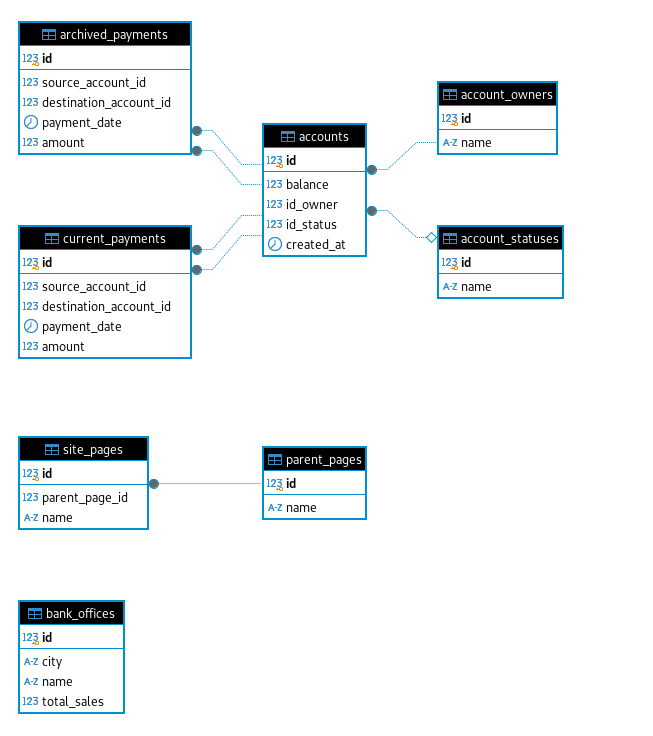 archived_payments
123 id
123 source_account_id
123 destination_account_id
payment_date
123 amount
accounts
123 id
123 balance
123 id_owner
123 id_status
created_at
account_owners
123 id
A-Z name
current_payments
123 id
123 source_account_id
123 destination_account_id
payment_date
123 amount
account_statuses
123 id
A-Z name
site_pages
123 id
123 parent_page_id
A-Z name
parent_pages
123 id
A-Z name
bank_offices
123 id
A-Z city
A-Z name
123 total_sales